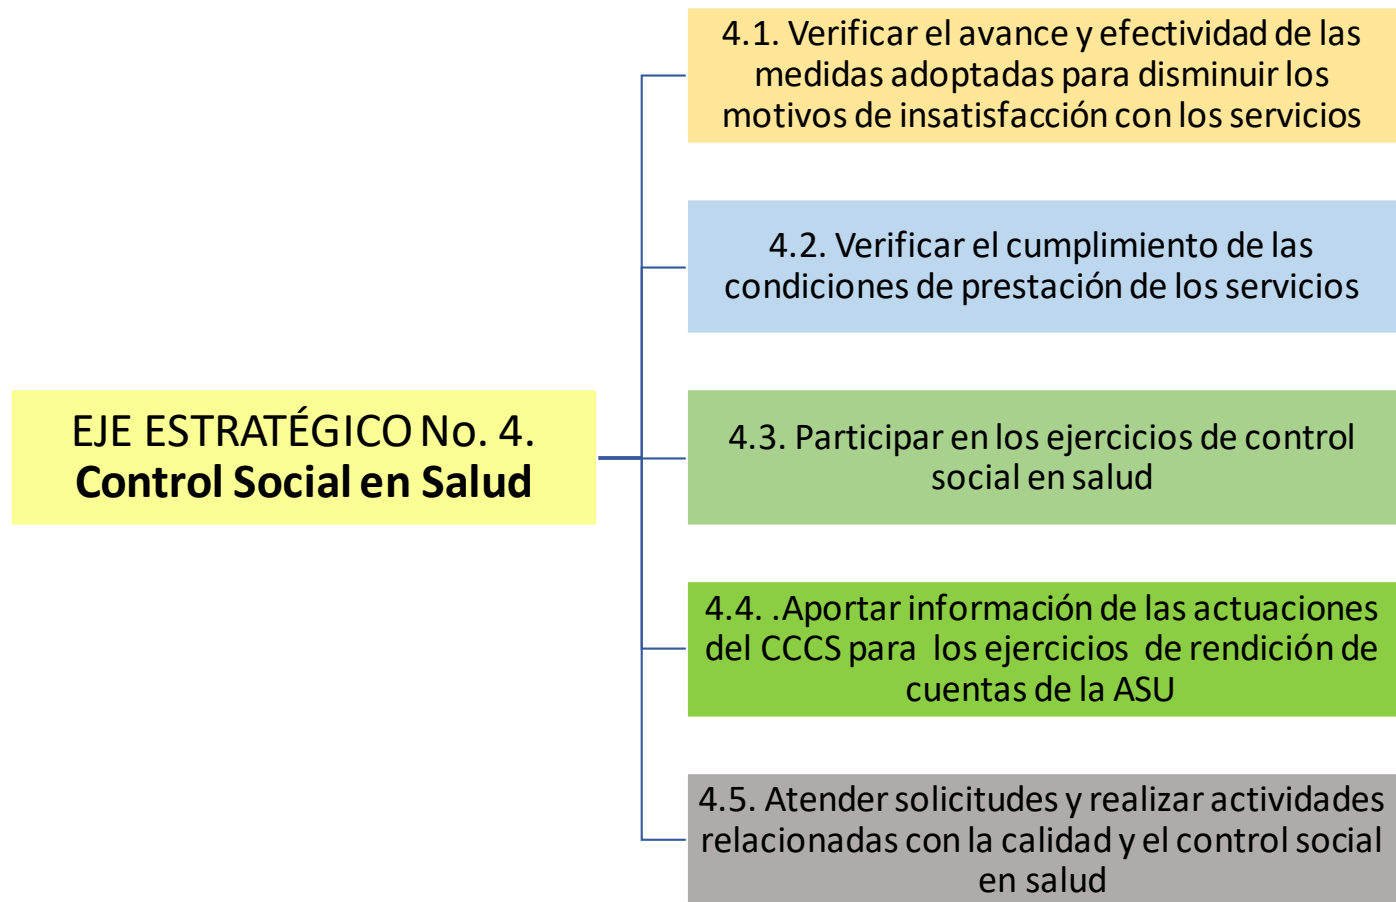 4.1. Verificar el avance y efectividad de las
medidas adoptadas para disminuir los
motivos de insatisfacción con los servicios
4.2. Verificar el cumplimiento de las
condiciones de prestación de los servicios
EJE ESTRATÉGICO No. 4.
Control Social en Salud
4.3. Participar en los ejercicios de control
social en salud
4.4. .Aportar información de las actuaciones
del CCCS para los ejercicios de rendición de
cuentas de la ASU
4.5. Atender solicitudes y realizar actividades
relacionadas con la calidad y el control social
en salud